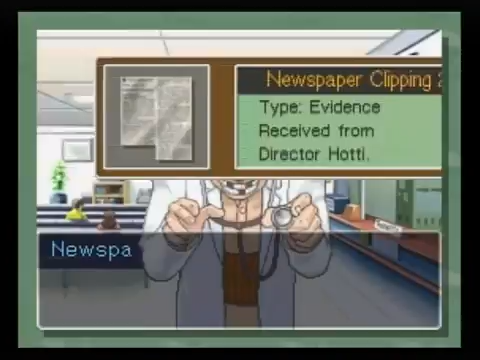 Newspaper Clipping 2
Type: Evidence
Received from
Director Hotti.
Newspa